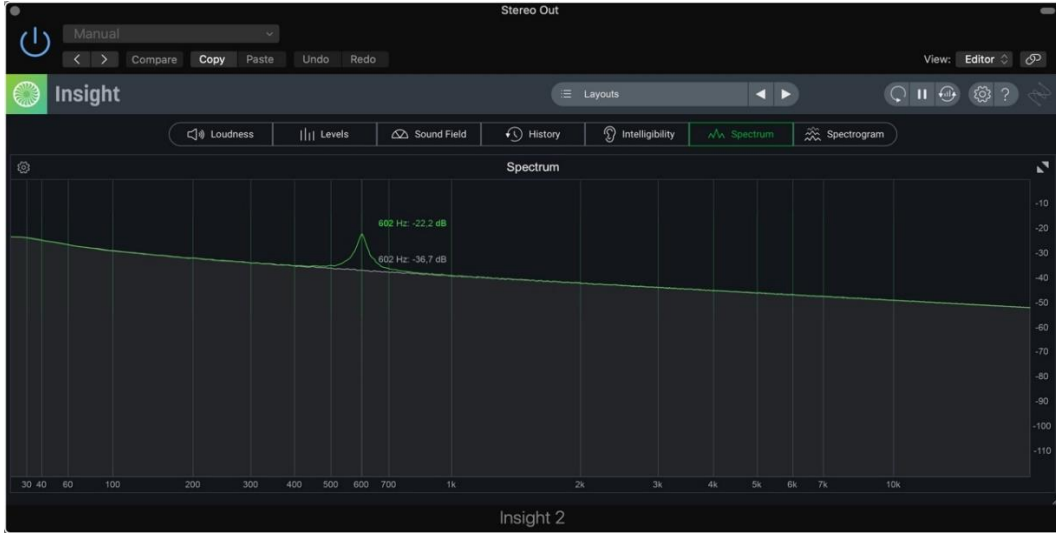 Stereo Out
Manual
Compare Copy Paste Undo Redo View: Editor
Insight Layouts ?
Loudness Levels Sound Field History Intelligibility Spectrum Spectrogram
Spectrum
-10
602 Hz: -22,2 dB
-20
602 Hz: -36,7 dB
-30
-40
-50
-60
-70
-80
-90
-100
-110
30 40 60 100 200 300 400 500 600 700 1k 2k 3k 4k 5k 6k 7k 10k
Insight 2